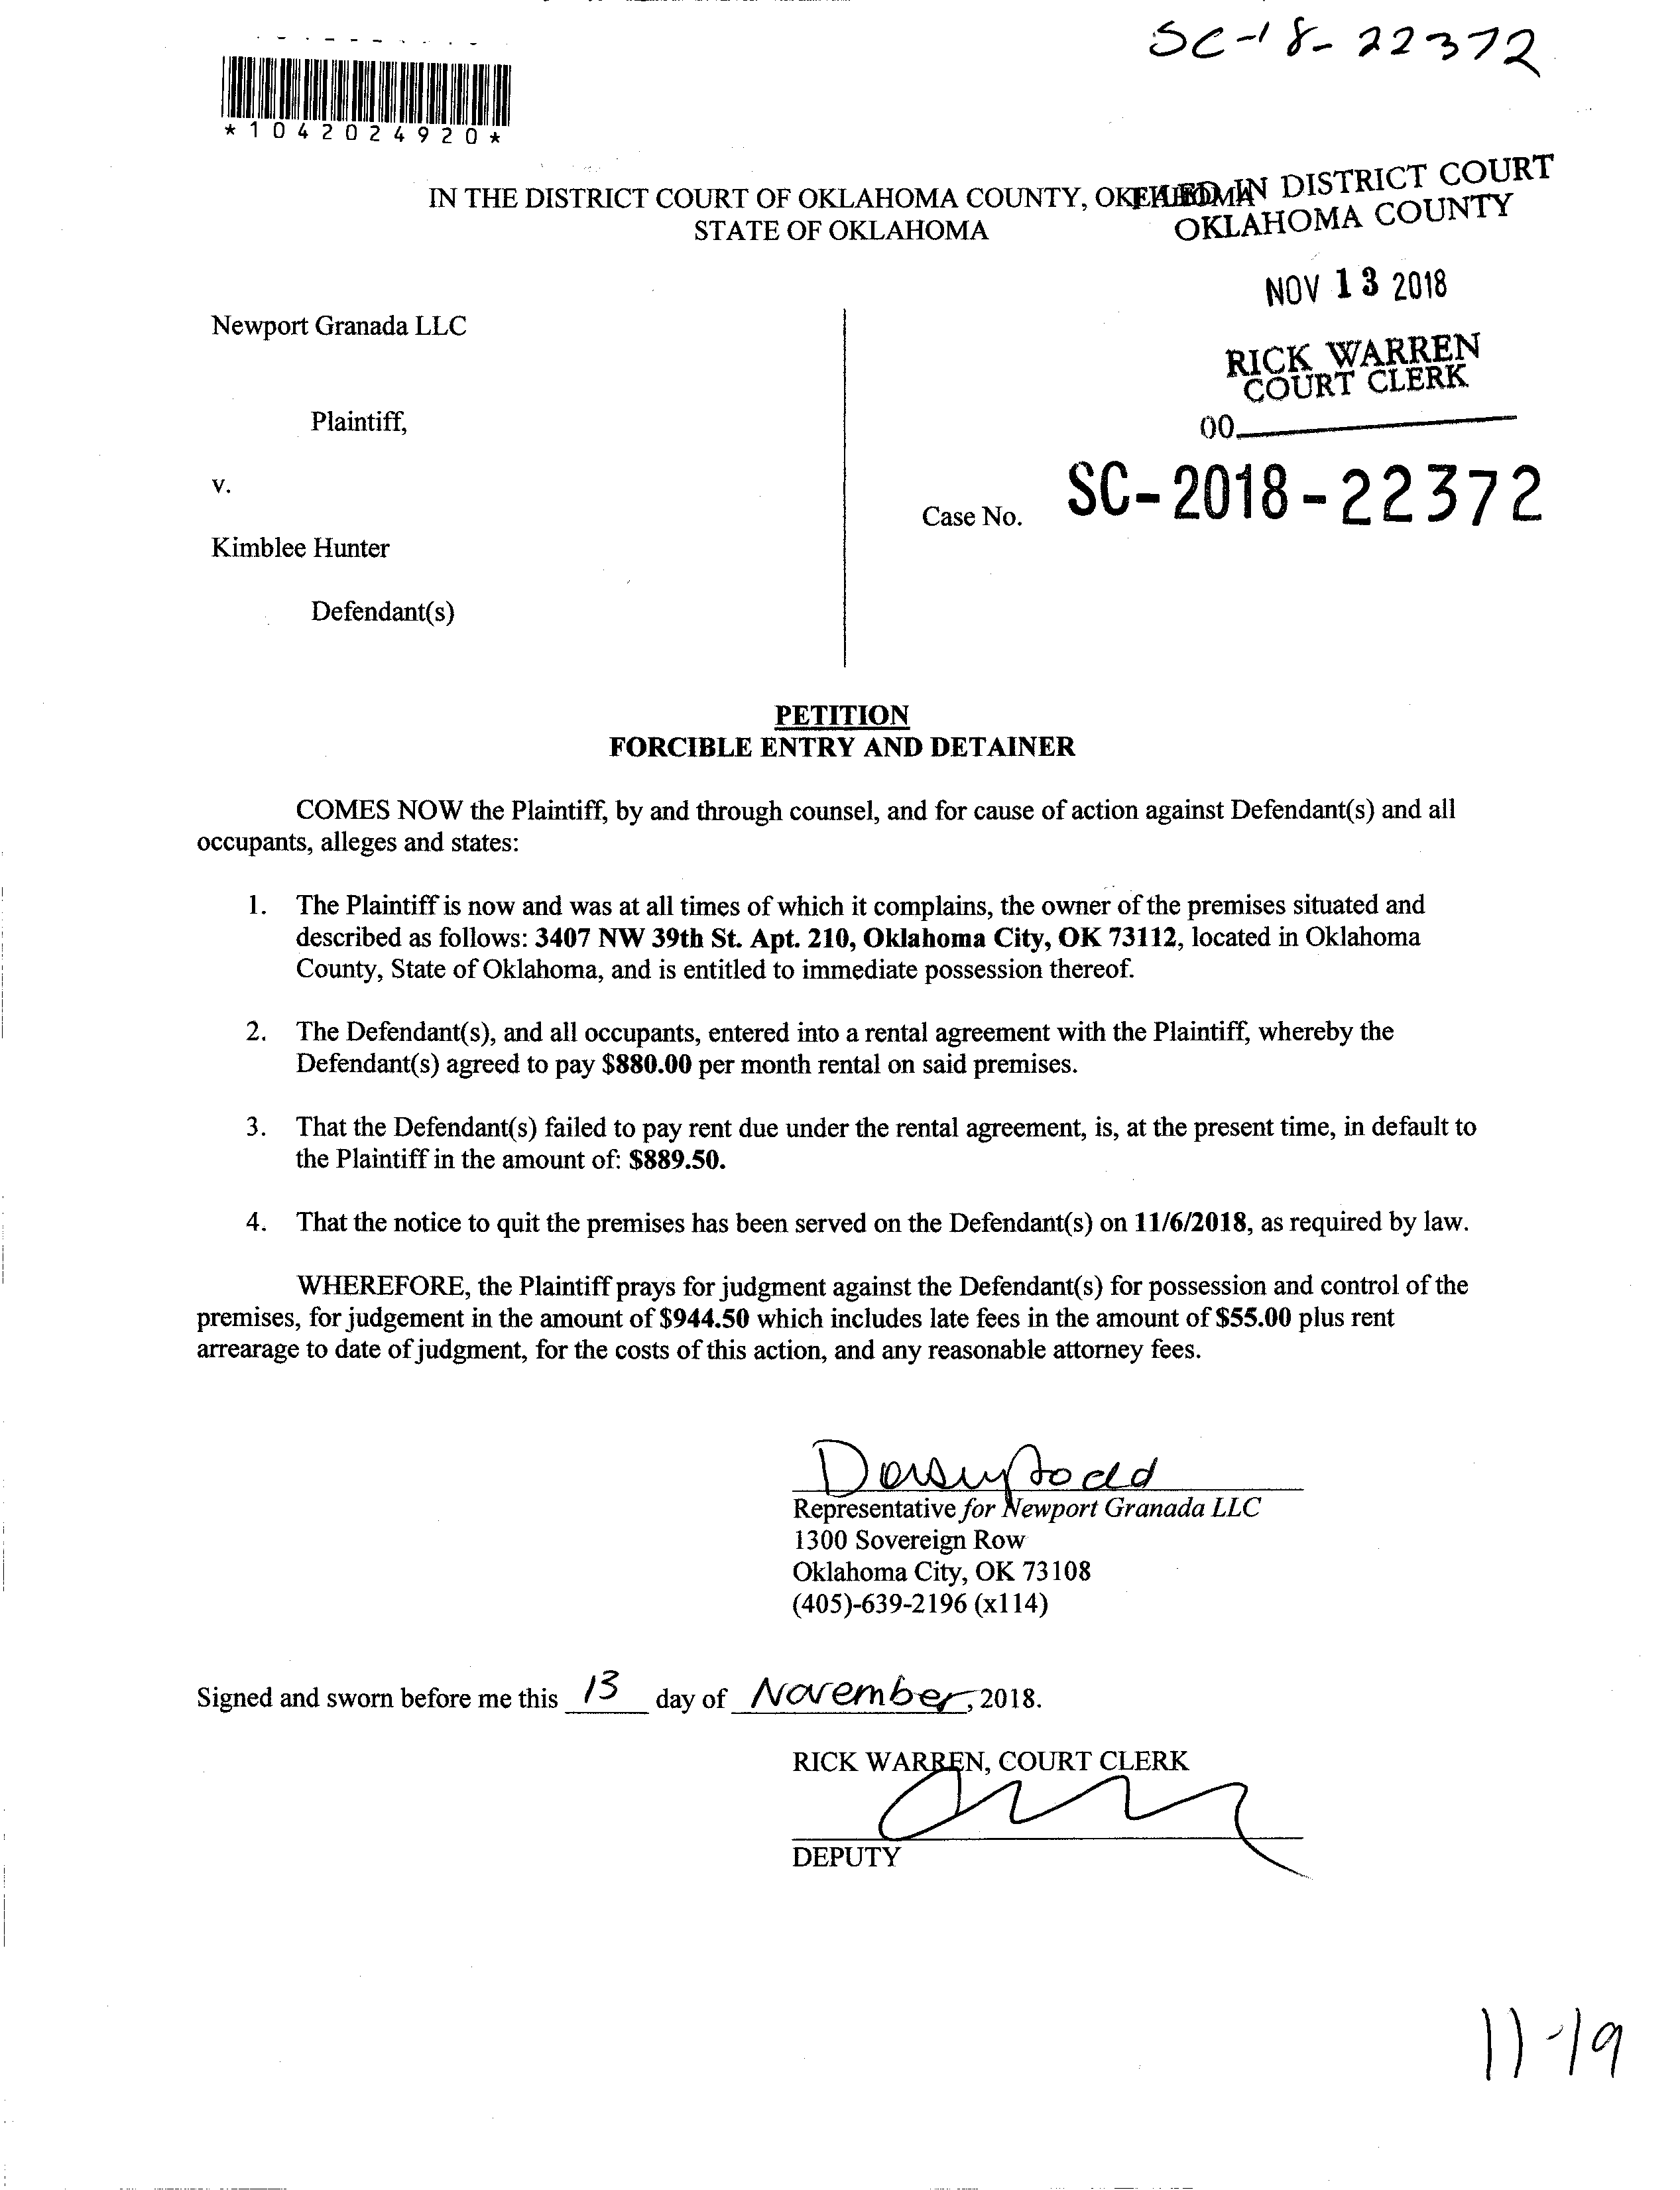 SC-18-22372
*1042024920*
IN THE DISTRICT COURT OF OKLAHOMA COUNTY, OKLAHOMA
STATE OF OKLAHOMA
FILED IN DISTRICT COURT
OKLAHOMA COUNTY
NOV 13 2018
RICK WARREN
COURT CLERK
00
Newport Granada LLC
Plaintiff,
v.
Case No. SC-2018-22372
Kimblee Hunter
Defendant(s)
PETITION
FORCIBLE ENTRY AND DETAINER
COMES NOW the Plaintiff, by and through counsel, and for cause of action against Defendant(s) and all
occupants, alleges and states:
1. The Plaintiff is now and was at all times of which it complains, the owner of the premises situated and
described as follows: 3407 NW 39th St. Apt. 210, Oklahoma City, OK 73112, located in Oklahoma
County, State of Oklahoma, and is entitled to immediate possession thereof.
2. The Defendant(s), and all occupants, entered into a rental agreement with the Plaintiff, whereby the
Defendant(s) agreed to pay $880.00 per month rental on said premises.
3. That the Defendant(s) failed to pay rent due under the rental agreement, is, at the present time, in default to
the Plaintiff in the amount of: $889.50.
4. That the notice to quit the premises has been served on the Defendant(s) on 11/6/2018, as required by law.
WHEREFORE, the Plaintiff prays for judgment against the Defendant(s) for possession and control of the
premises, for judgement in the amount of $944.50 which includes late fees in the amount of $55.00 plus rent
arrearage to date of judgment, for the costs of this action, and any reasonable attorney fees.
Representative for Newport Granada LLC
1300 Sovereign Row
Oklahoma City, OK 73108
(405)-639-2196 (x114)
Signed and sworn before me this 13 day of November, 2018.
RICK WARREN, COURT CLERK
DEPUTY
11-19